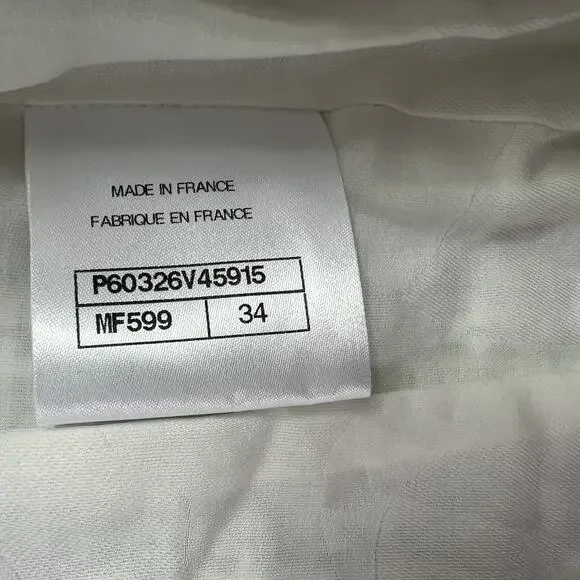 MADE IN FRANCE
FABRIQUE EN FRANCE
P60326V45915
MF599 34